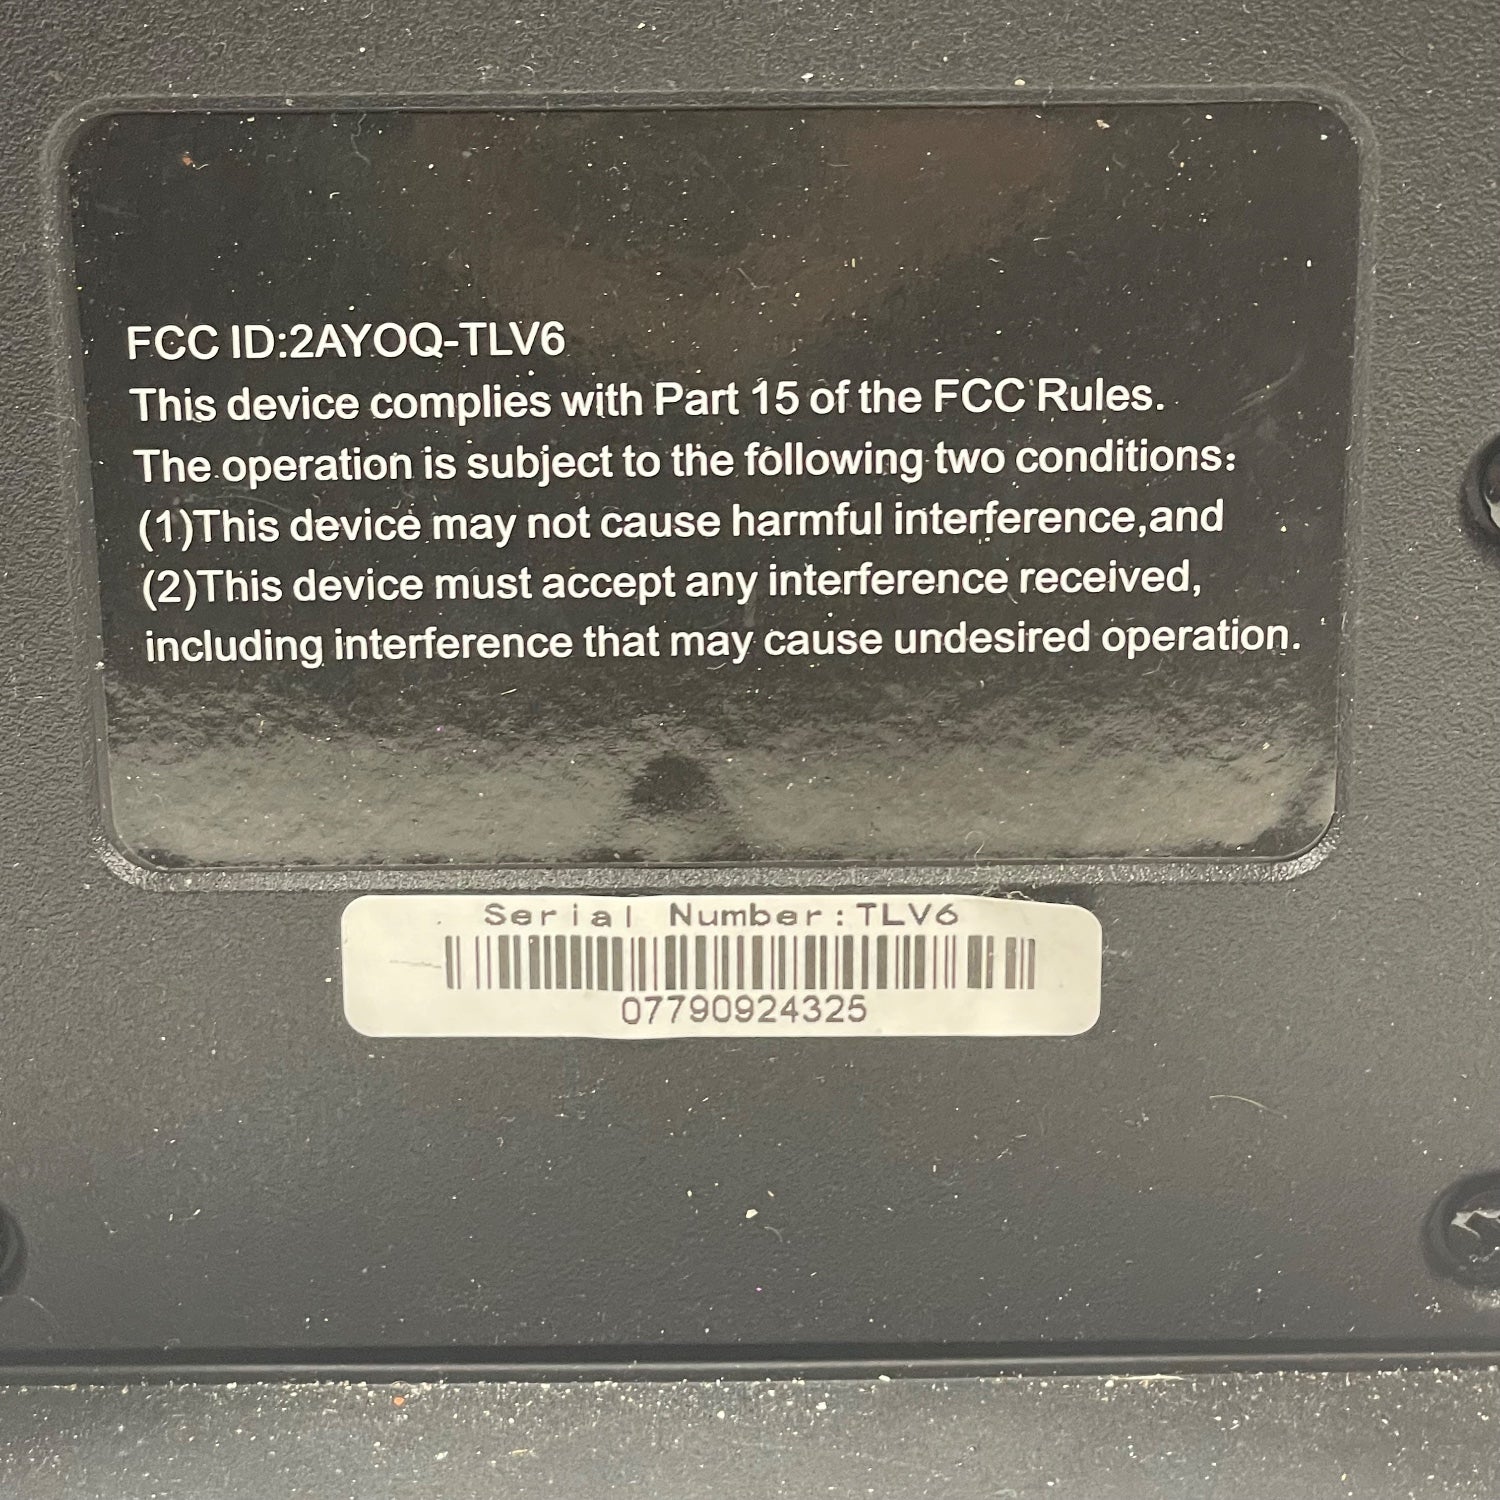 FCC ID:2AYOQ-TLV6
This device complies with Part 15 of the FCC Rules.
The operation is subject to the following two conditions:
(1)This device may not cause harmful interference,and
(2)This device must accept any interference received,
including interference that may cause undesired operation.
Serial Number:TLV6
07790924325